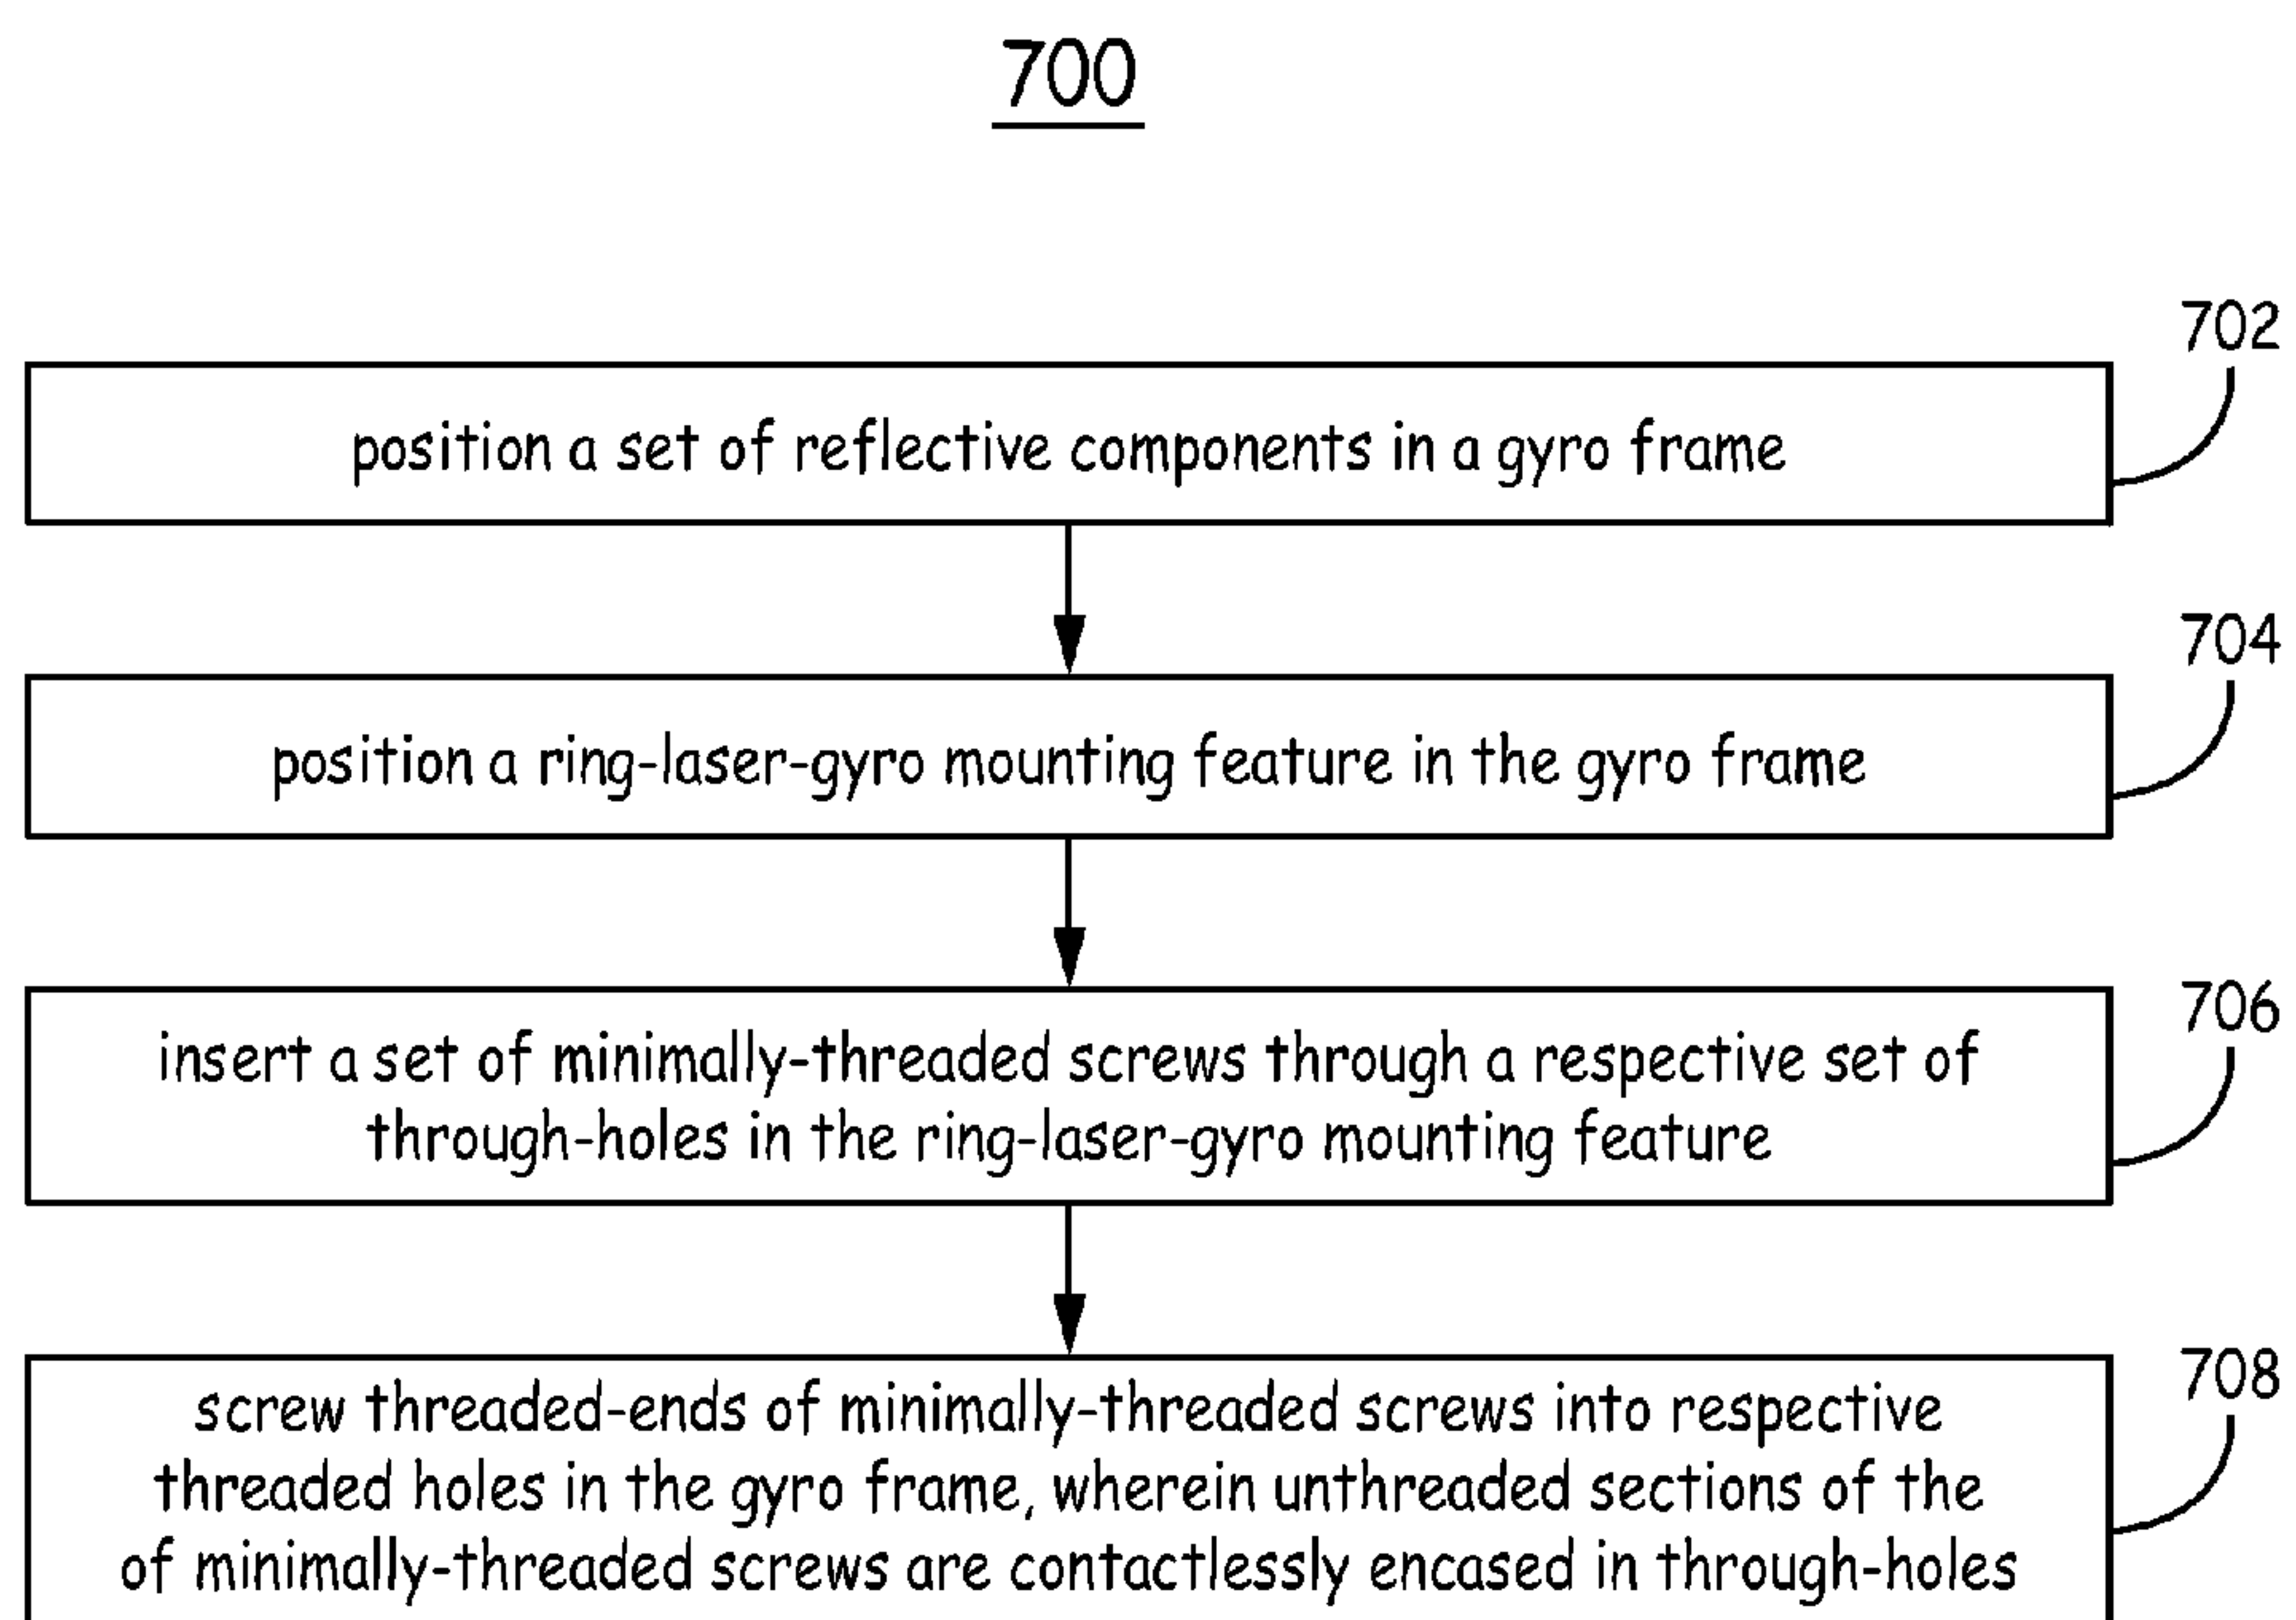 700
702
position a set of reflective components in a gyro frame
704
position a ring-laser-gyro mounting feature in the gyro frame
706
insert a set of minimally-threaded screws through a respective set of
through-holes in the ring-laser-gyro mounting feature
708
screw threaded-ends of minimally-threaded screws into respective
threaded holes in the gyro frame, wherein unthreaded sections of the
of minimally-threaded screws are contactlessly encased in through-holes